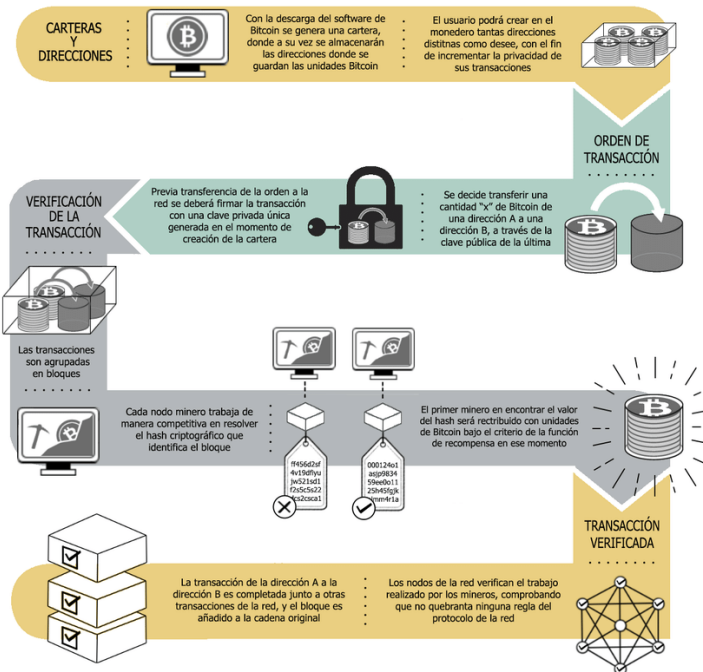 CARTERAS
Y
DIRECCIONES
Con la descarga del software de
Bitcoin se genera una cartera,
donde a su vez se almacenarán
las direcciones donde se
guardan las unidades Bitcoin
El usuario podrá crear en el
monedero tantas direcciones
distitnas como desee, con el fin
de incrementar la privacidad de
sus transacciones
ORDEN DE
TRANSACCIÓN
Se decide transferir una
cantidad "x" de Bitcoin de
una dirección A a una
dirección B, a través de la
clave pública de la última
Previa transferencia de la orden a la
red se deberá firmar la transacción
con una clave privada única
generada en el momento de
creación de la cartera
VERIFICACIÓN
DE LA
TRANSACCIÓN
Las transacciones
son agrupadas
en bloques
Cada nodo minero trabaja de
manera competitiva en resolver
el hash criptográfico que
identifica el bloque
ff456d2sf
4v19dflyu
jw521sd1
f2s5c5s22
fcs2csca1
000124o1
asjp9834
59ee0o11
25h45fgjk
El primer minero en encontrar el valor
del hash será rectribuido con unidades
de Bitcoin bajo el criterio de la función
de recompensa en ese momento
TRANSACCIÓN
VERIFICADA
Los nodos de la red verifican el trabajo
realizado por los mineros, comprobando
que no quebranta ninguna regla del
protocolo de la red
La transacción de la dirección A a la
dirección B es completada junto a otras
transacciones de la red, y el bloque es
añadido a la cadena original